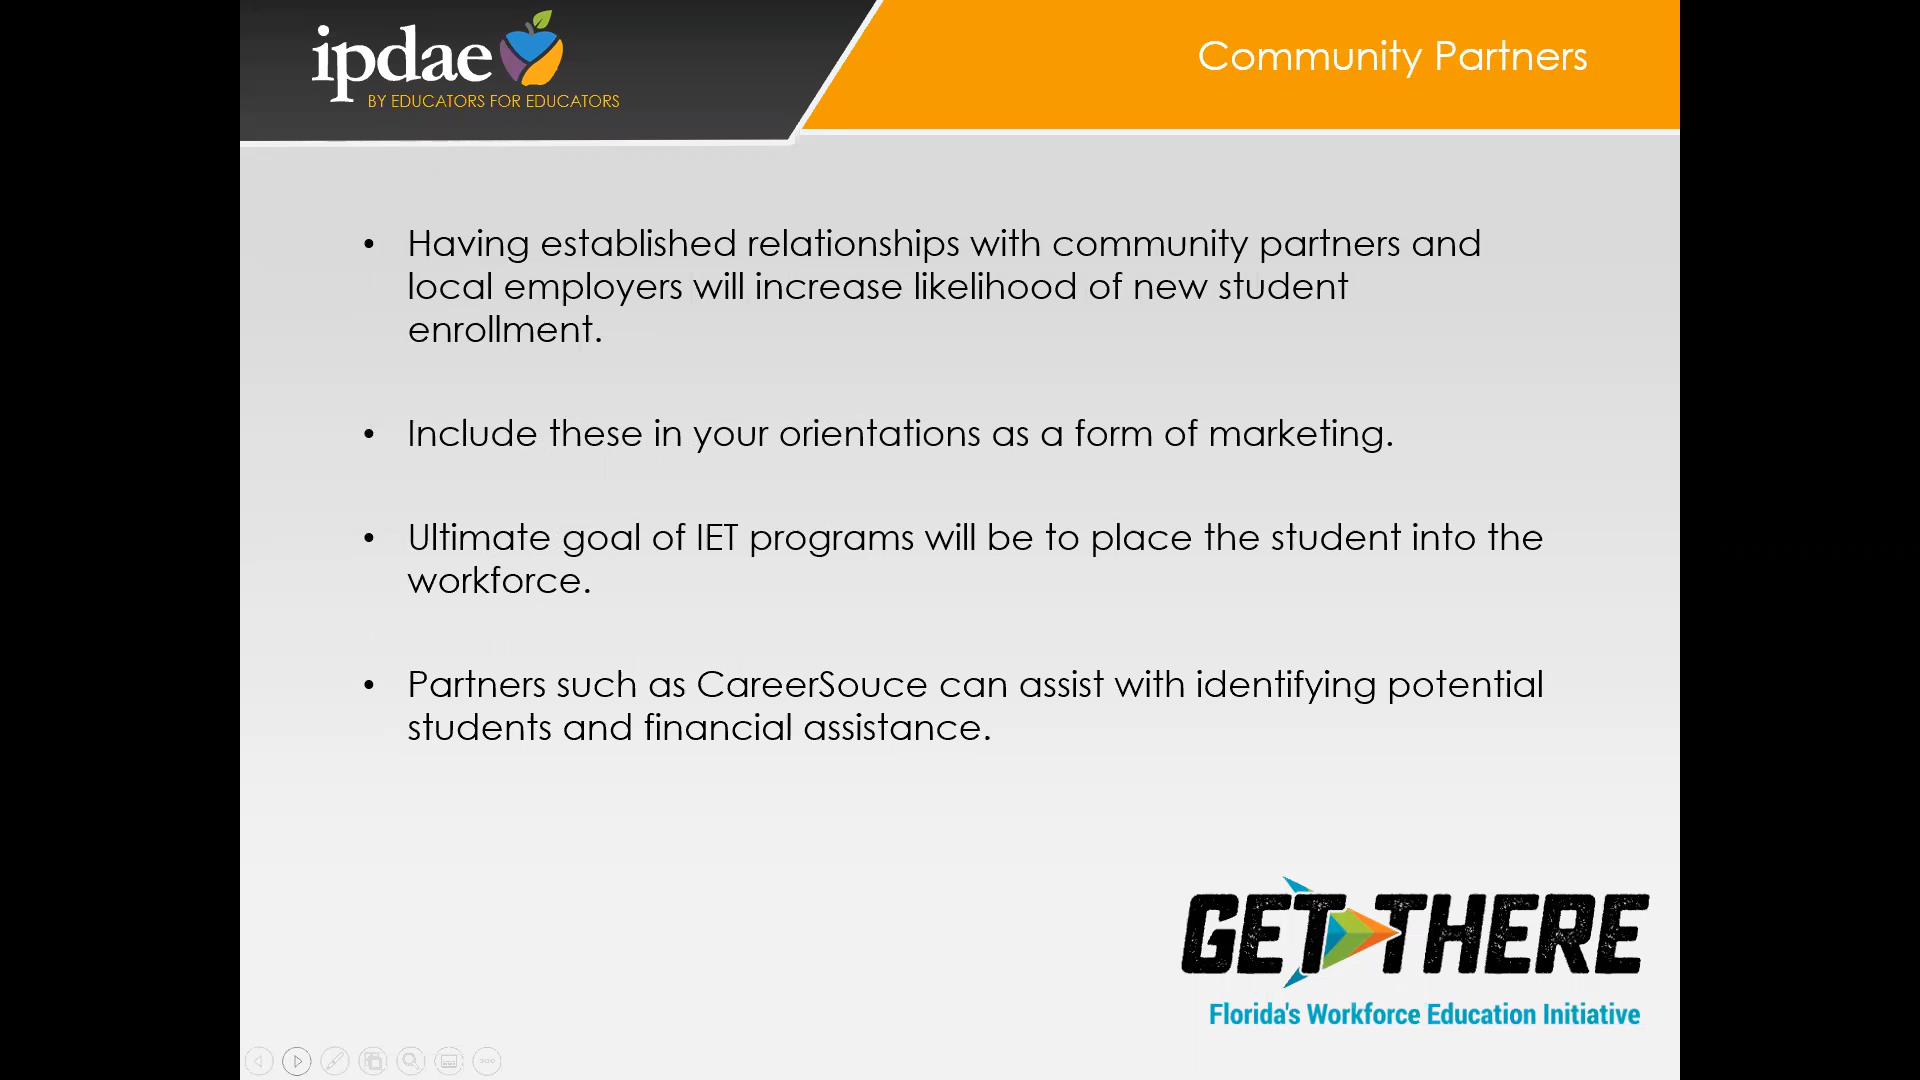 ipdae
BY EDUCATORS FOR EDUCATORS
Community Partners
• Having established relationships with community partners and
local employers will increase likelihood of new student
enrollment.
• Include these in your orientations as a form of marketing.
• Ultimate goal of IET programs will be to place the student into the
workforce.
• Partners such as CareerSouce can assist with identifying potential
students and financial assistance.
GET THERE
Florida's Workforce Education Initiative